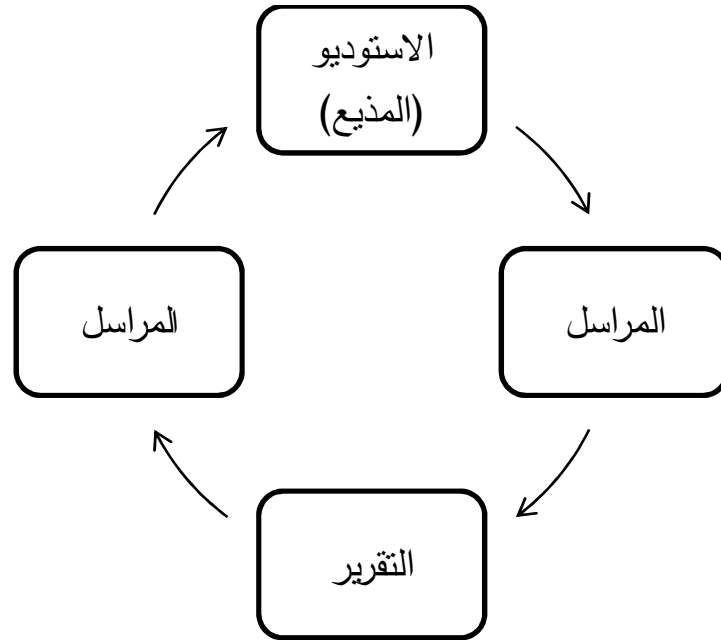 الاستوديو
(المذيع)
المراسل
التقرير
المراسل